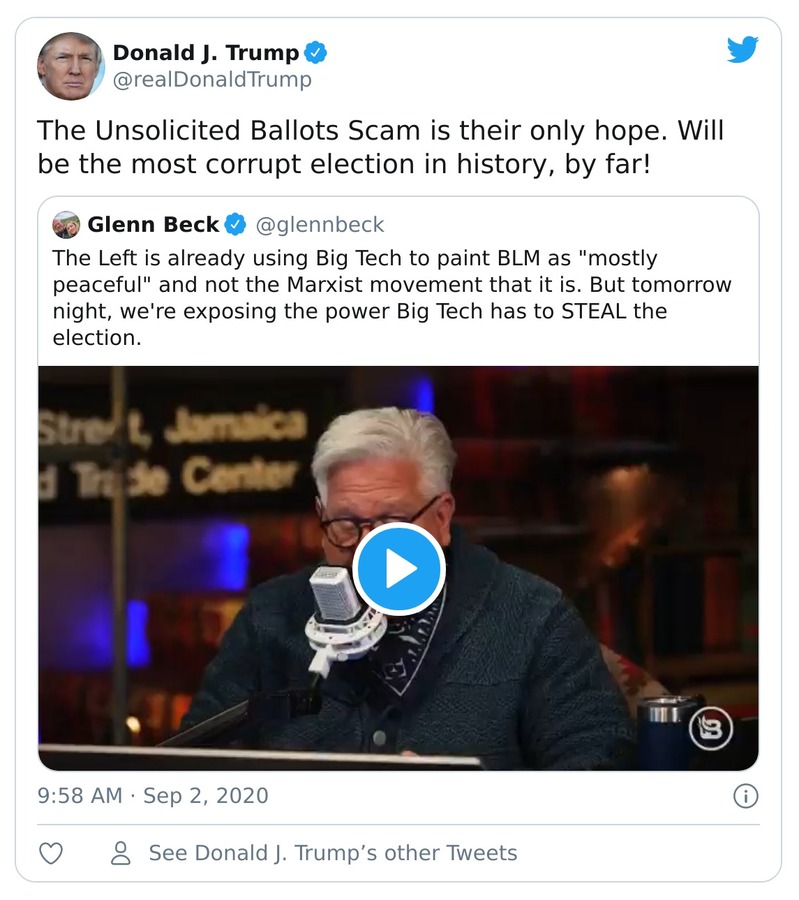 Donald J. Trump
@realDonaldTrump
The Unsolicited Ballots Scam is their only hope. Will
be the most corrupt election in history, by far!
Glenn Beck @glennbeck
The Left is already using Big Tech to paint BLM as "mostly
peaceful" and not the Marxist movement that it is. But tomorrow
night, we're exposing the power Big Tech has to STEAL the
election.
Street, Jamaica
d Trade Center
B
9:58 AM · Sep 2, 2020
See Donald J. Trump’s other Tweets